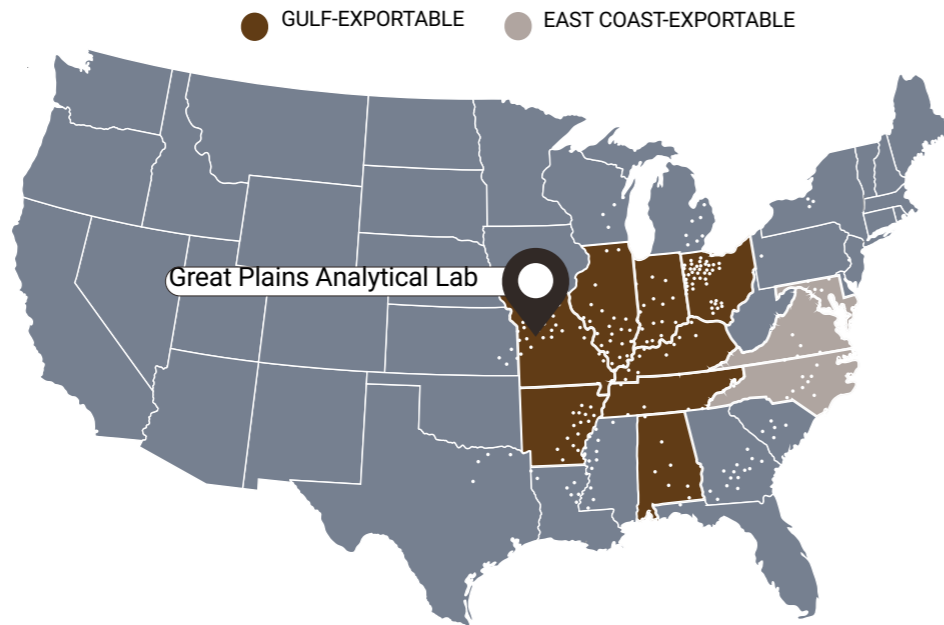 GULF-EXPORTABLE
EAST COAST-EXPORTABLE
Great Plains Analytical Lab